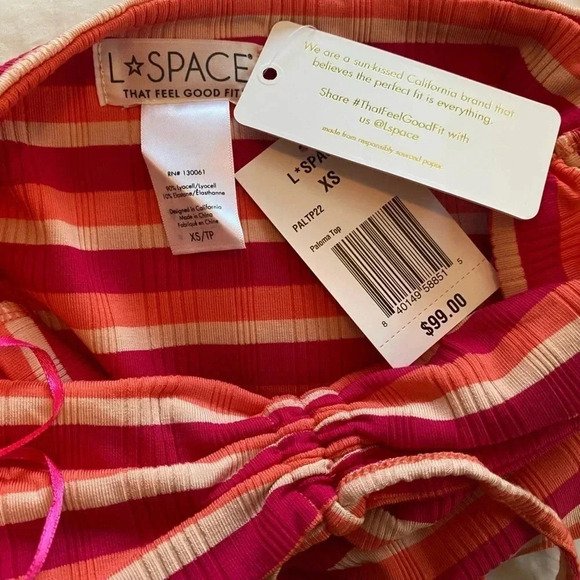 L☆SPACE®
THAT FEEL GOOD FIT
RN# 130061
90% Lyocell/Lyocell
10% Elastane/Élasthanne
Designed in California
Made in China
Fabriqué en Chine
XS/TP
We are a sun-kissed California brand that
believes the perfect fit is everything.
Share #ThatFeelGoodFit with
us @lspace
made from responsibly sourced paper
L*SPA
XS
PALTP22
Paloma Top
8 40149 58851 5
$99.00